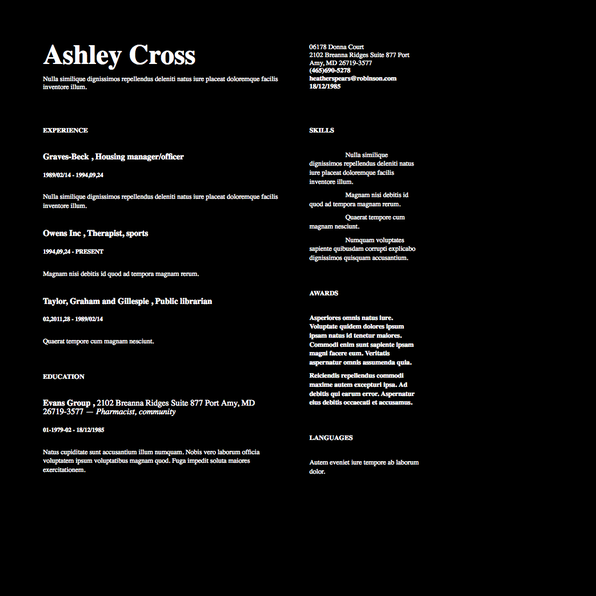 Ashley Cross
Nulla similique dignissimos repellendus deleniti natus iure placeat doloremque facilis
inventore illum.
06178 Donna Court
2102 Breanna Ridges Suite 877 Port
Amy, MD 26719-3577
(465)690-5278
heatherspears@robinson.com
18/12/1985
EXPERIENCE
Graves-Beck , Housing manager/officer
1989/02/14 - 1994,09,24
Nulla similique dignissimos repellendus deleniti natus iure placeat doloremque facilis
inventore illum.
Owens Inc , Therapist, sports
1994,09,24 - PRESENT
Magnam nisi debitis id quod ad tempora magnam rerum.
Taylor, Graham and Gillespie , Public librarian
02,2011,28 - 1989/02/14
Quaerat tempore cum magnam nesciunt.
EDUCATION
Evans Group , 2102 Breanna Ridges Suite 877 Port Amy, MD
26719-3577 — Pharmacist, community
01-1979-02 - 18/12/1985
Natus cupiditate sunt accusantium illum numquam. Nobis vero laborum officia
voluptatem ipsum voluptatibus magnam quod. Fuga impedit soluta maiores
exercitationem.
SKILLS
Nulla similique
dignissimos repellendus deleniti natus
iure placeat doloremque facilis
inventore illum.
Magnam nisi debitis id
quod ad tempora magnam rerum.
Quaerat tempore cum
magnam nesciunt.
Numquam voluptates
sapiente quibusdam corrupti explicabo
dignissimos quisquam accusantium.
AWARDS
Asperiores omnis natus iure.
Voluptate quidem dolores ipsum
ipsam natus id tenetur maiores.
Commodi enim sunt sapiente ipsam
magni facere eum. Veritatis
aspernatur omnis assumenda quia.
Reiciendis repellendus commodi
maxime autem excepturi ipsa. Ad
debitis qui earum error. Aspernatur
eius debitis occaecati et accusamus.
LANGUAGES
Autem eveniet iure tempore ab laborum
dolor.